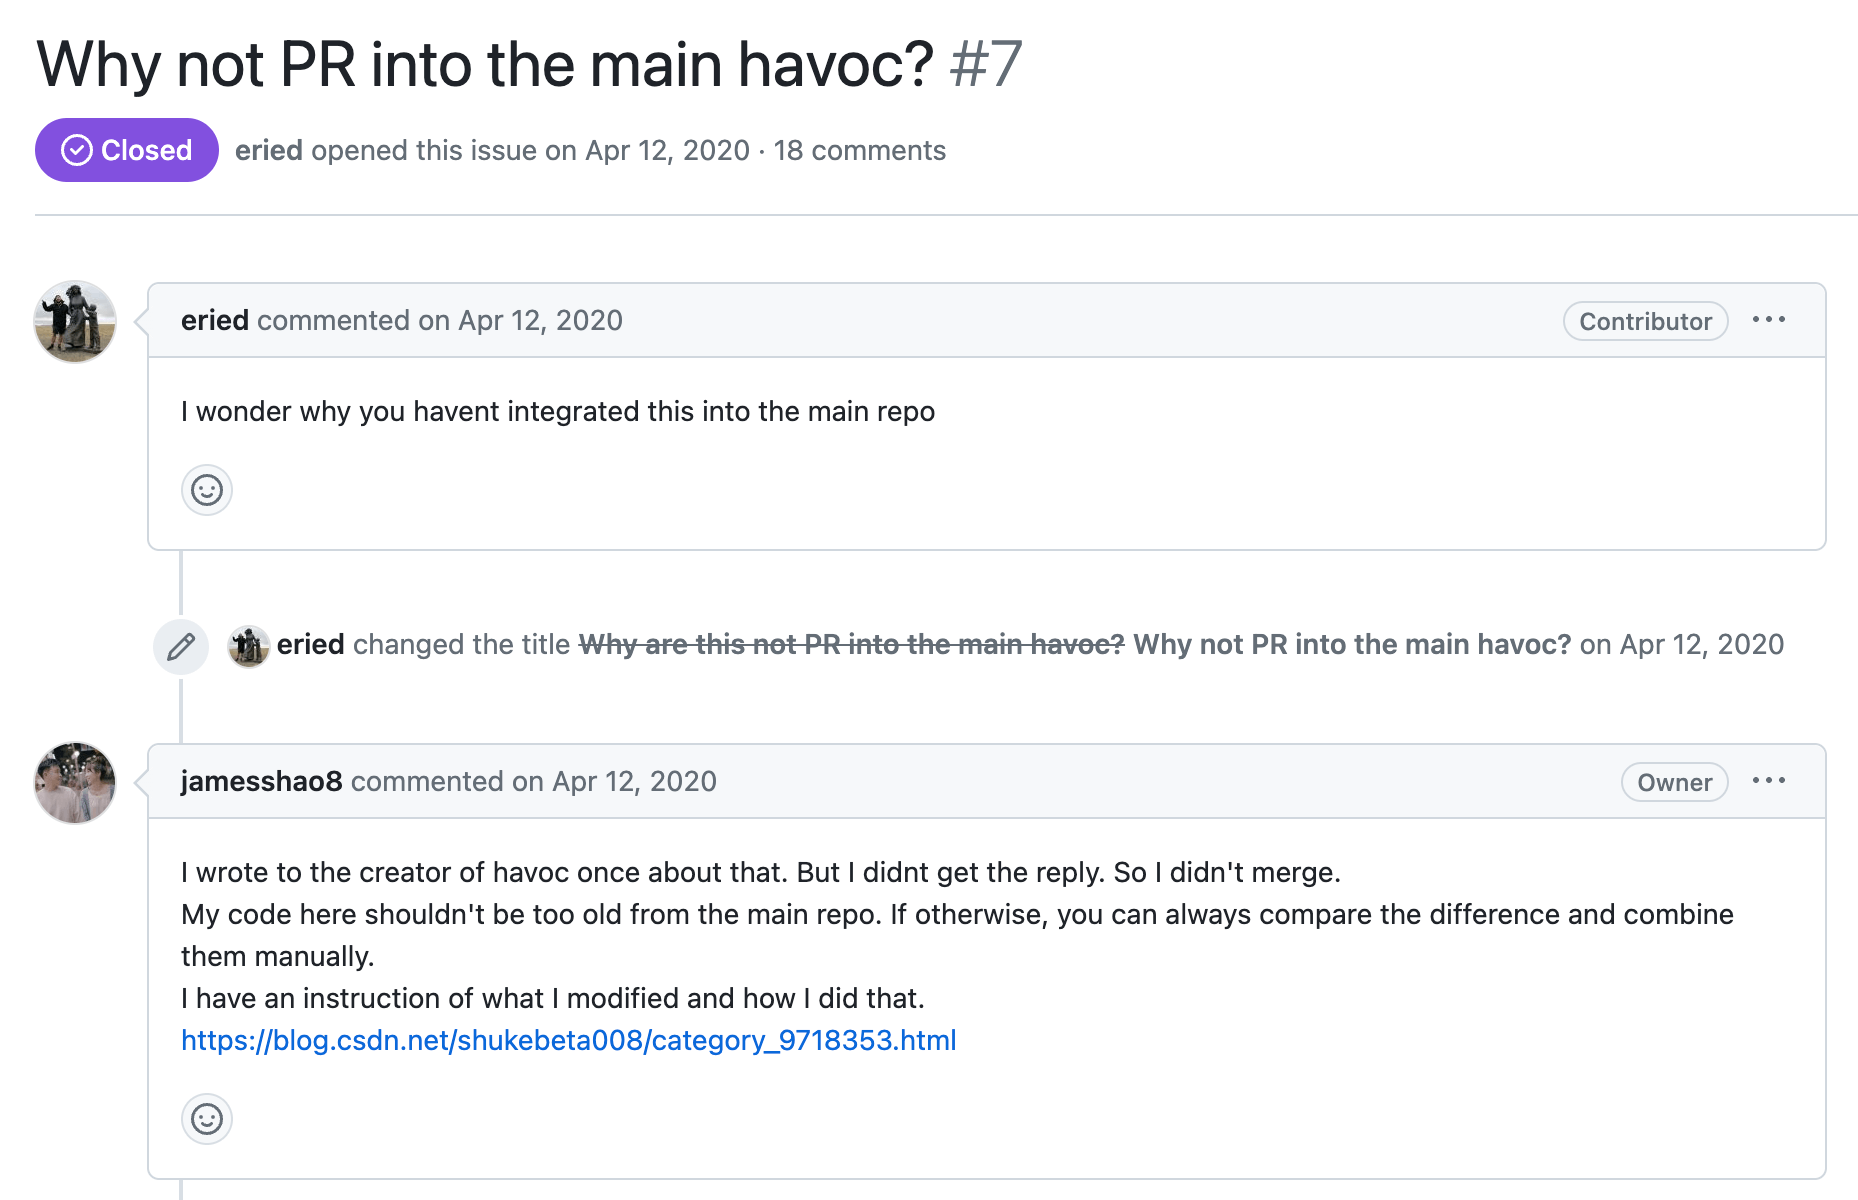 Why not PR into the main havoc? #7
Closed
eried opened this issue on Apr 12, 2020 · 18 comments
eried commented on Apr 12, 2020
Contributor
I wonder why you havent integrated this into the main repo
eried changed the title Why are this not PR into the main havoc? Why not PR into the main havoc? on Apr 12, 2020
jamesshao8 commented on Apr 12, 2020
Owner
I wrote to the creator of havoc once about that. But I didnt get the reply. So I didn't merge.
My code here shouldn't be too old from the main repo. If otherwise, you can always compare the difference and combine
them manually.
I have an instruction of what I modified and how I did that.
https://blog.csdn.net/shukebeta008/category_9718353.html